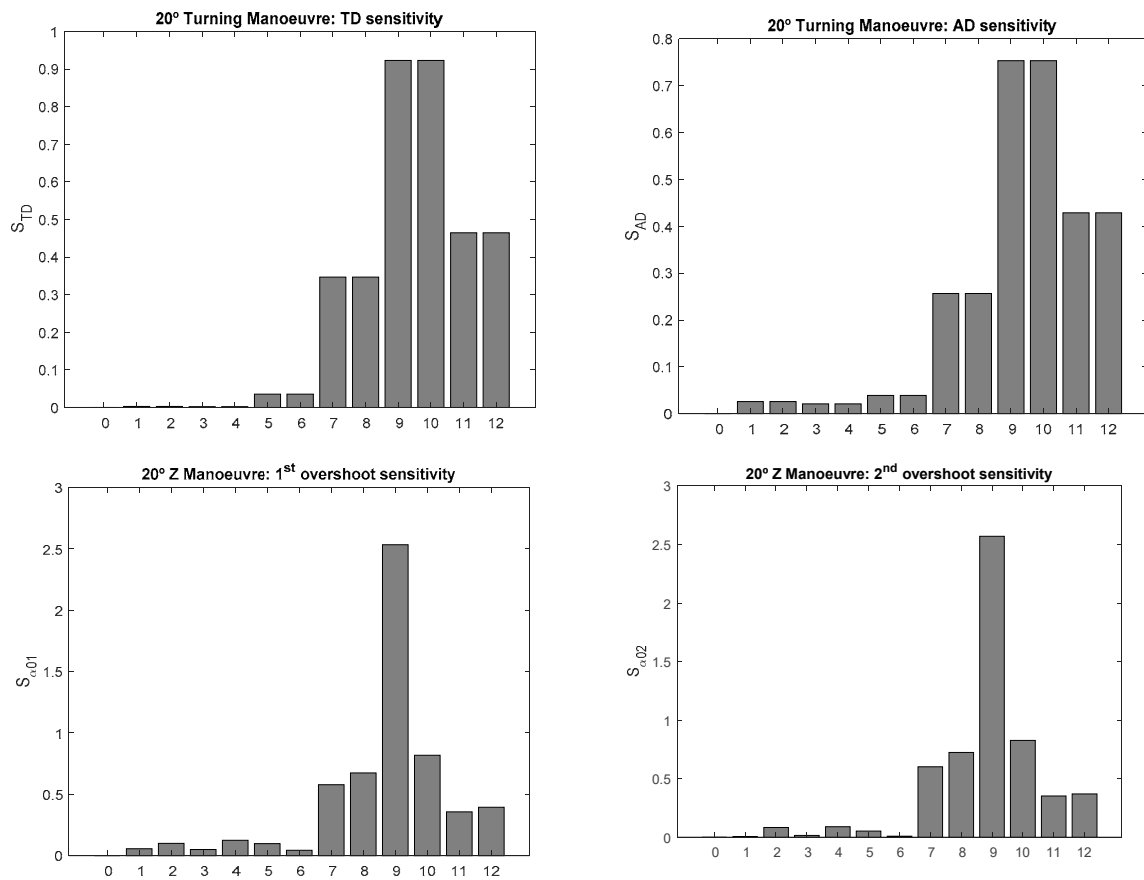 20º Turning Manoeuvre: TD sensitivity
1
0.9
0.8
0.7
0.6
0.5
0.4
0.3
0.2
0.1
0
S_TD
0 1 2 3 4 5 6 7 8 9 10 11 12
20º Turning Manoeuvre: AD sensitivity
0.8
0.7
0.6
0.5
0.4
0.3
0.2
0.1
0
S_AD
0 1 2 3 4 5 6 7 8 9 10 11 12
20º Z Manoeuvre: 1st overshoot sensitivity
3
2.5
2
1.5
1
0.5
0
S_α01
0 1 2 3 4 5 6 7 8 9 10 11 12
20º Z Manoeuvre: 2nd overshoot sensitivity
3
2.5
2
1.5
1
0.5
0
S_α02
0 1 2 3 4 5 6 7 8 9 10 11 12